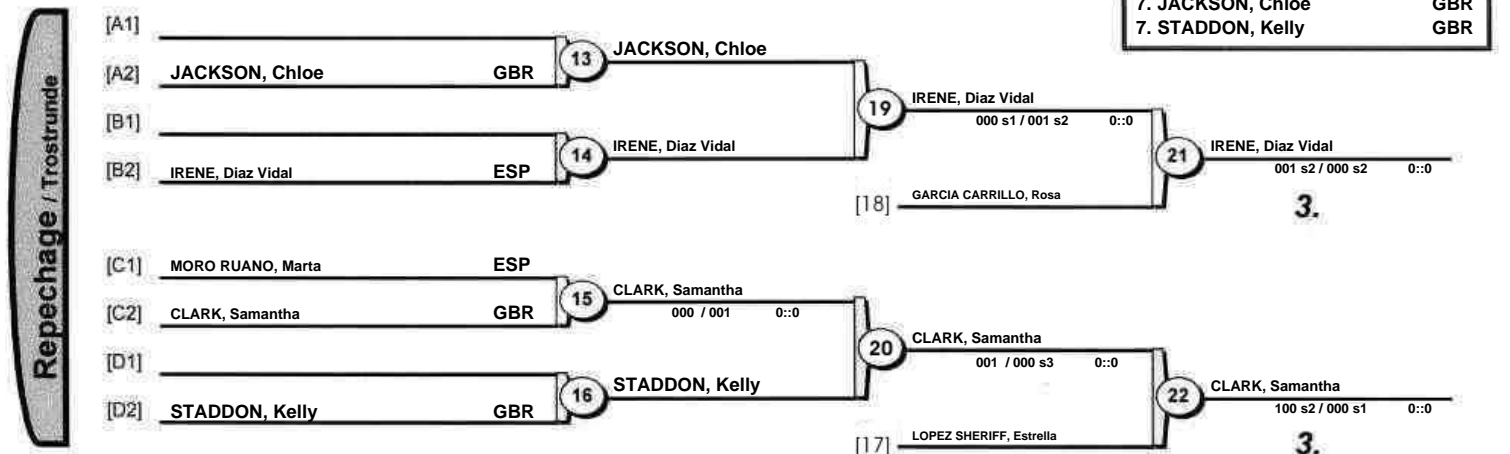 7. JACKSON, Chloe GBR
7. STADDON, Kelly GBR
Repechage / Trostrunde
[A1]
[A2] JACKSON, Chloe GBR
13 JACKSON, Chloe
[B1]
[B2] IRENE, Diaz Vidal ESP
14 IRENE, Diaz Vidal
19 IRENE, Diaz Vidal
000 s1 / 001 s2 0::0
[18] GARCIA CARRILLO, Rosa
21 IRENE, Diaz Vidal
001 s2 / 000 s2 0::0
3.
[C1] MORO RUANO, Marta ESP
[C2] CLARK, Samantha GBR
15 CLARK, Samantha
000 / 001 0::0
[D1]
[D2] STADDON, Kelly GBR
16 STADDON, Kelly
20 CLARK, Samantha
001 / 000 s3 0::0
[17] LOPEZ SHERIFF, Estrella
22 CLARK, Samantha
100 s2 / 000 s1 0::0
3.